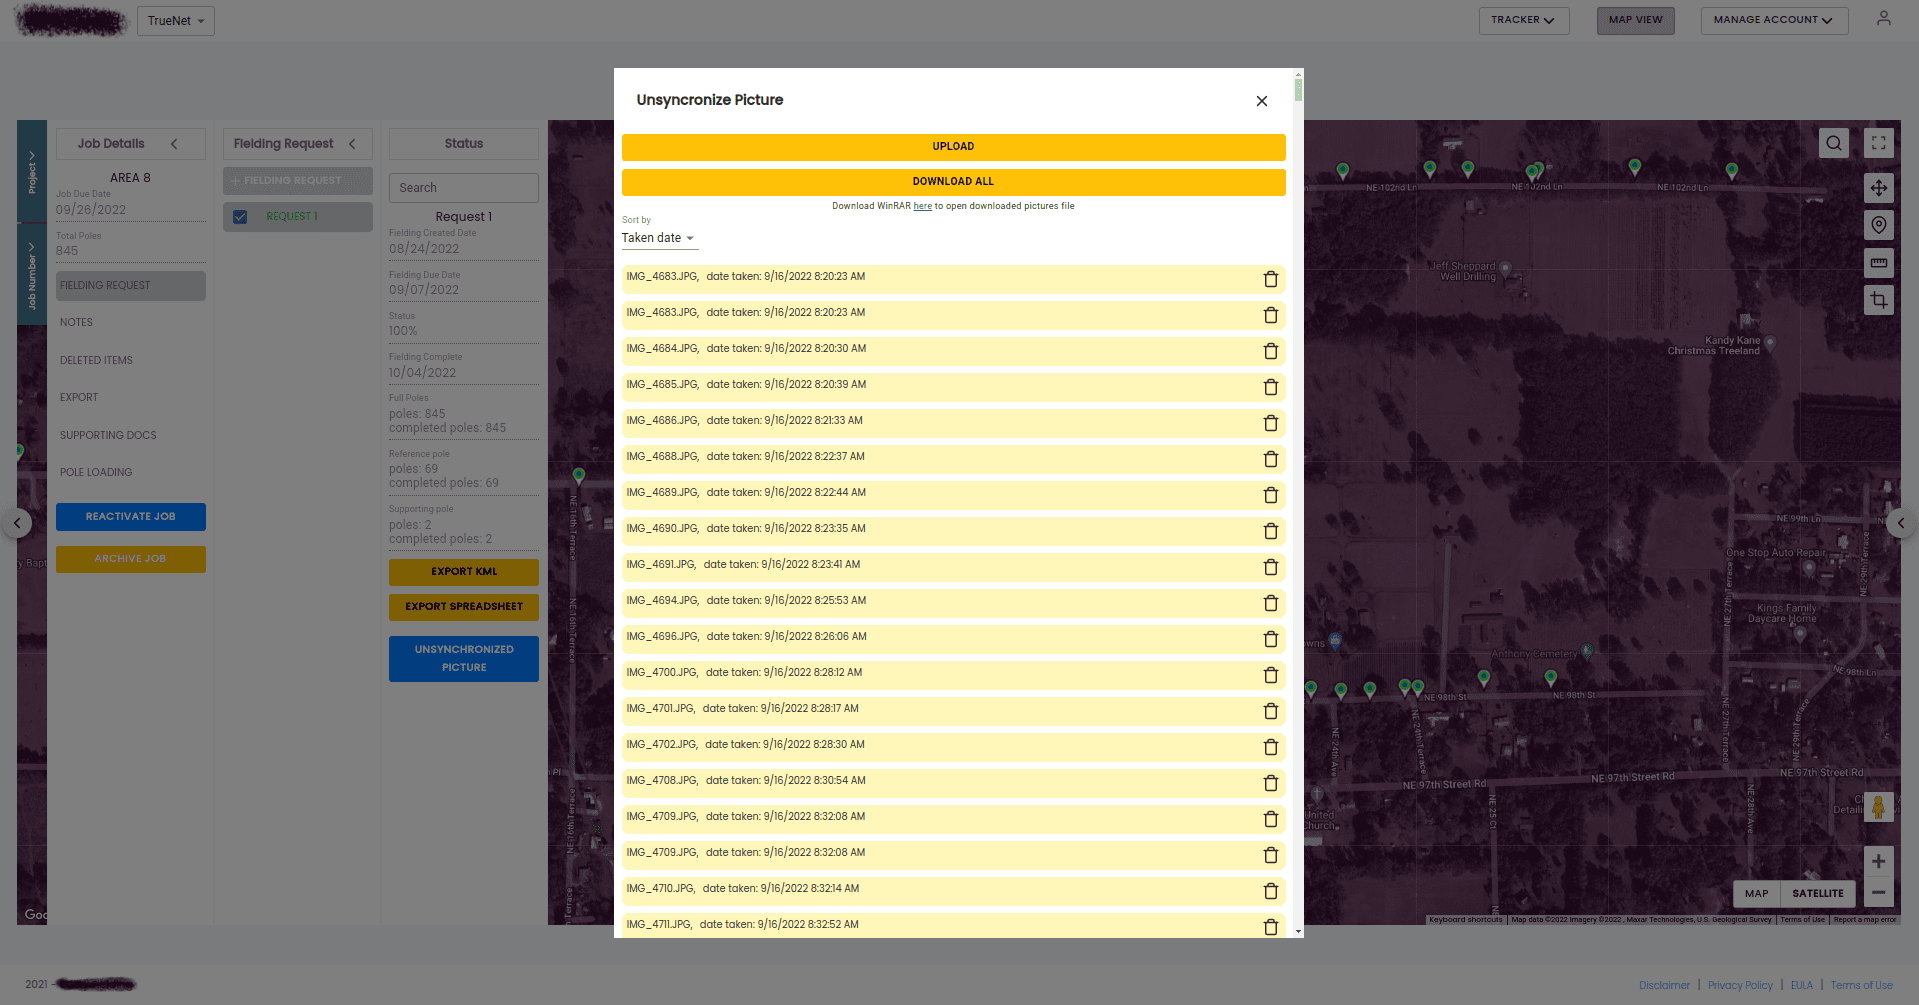 TrueNet
TRACKER
MAP VIEW
MANAGE ACCOUNT
Project
Job Number
Job Details
AREA 8
Job Due Date
09/26/2022
Total Poles
845
FIELDING REQUEST
NOTES
DELETED ITEMS
EXPORT
SUPPORTING DOCS
POLE LOADING
REACTIVATE JOB
ARCHIVE JOB
Fielding Request
+ FIELDING REQUEST
REQUEST 1
Status
Search
Request 1
Fielding Created Date
08/24/2022
Fielding Due Date
09/07/2022
Status
100%
Fielding Complete
10/04/2022
Full Poles
poles: 845
completed poles: 845
Reference pole
poles: 69
completed poles: 69
Supporting pole
poles: 2
completed poles: 2
EXPORT KML
EXPORT SPREADSHEET
UNSYNCHRONIZED
PICTURE
Unsyncronize Picture
UPLOAD
DOWNLOAD ALL
Download WinRAR here to open downloaded pictures file
Sort by
Taken date
IMG_4683.JPG, date taken: 9/16/2022 8:20:23 AM
IMG_4683.JPG, date taken: 9/16/2022 8:20:23 AM
IMG_4684.JPG, date taken: 9/16/2022 8:20:30 AM
IMG_4685.JPG, date taken: 9/16/2022 8:20:39 AM
IMG_4686.JPG, date taken: 9/16/2022 8:21:33 AM
IMG_4688.JPG, date taken: 9/16/2022 8:22:37 AM
IMG_4689.JPG, date taken: 9/16/2022 8:22:44 AM
IMG_4690.JPG, date taken: 9/16/2022 8:23:35 AM
IMG_4691.JPG, date taken: 9/16/2022 8:23:41 AM
IMG_4694.JPG, date taken: 9/16/2022 8:25:53 AM
IMG_4696.JPG, date taken: 9/16/2022 8:26:06 AM
IMG_4700.JPG, date taken: 9/16/2022 8:28:12 AM
IMG_4701.JPG, date taken: 9/16/2022 8:28:17 AM
IMG_4702.JPG, date taken: 9/16/2022 8:28:30 AM
IMG_4708.JPG, date taken: 9/16/2022 8:30:54 AM
IMG_4709.JPG, date taken: 9/16/2022 8:32:08 AM
IMG_4709.JPG, date taken: 9/16/2022 8:32:08 AM
IMG_4710.JPG, date taken: 9/16/2022 8:32:14 AM
IMG_4711.JPG, date taken: 9/16/2022 8:32:52 AM
NE 16th Terrace
NE 16th Terrace
NE 16th Terrace
NE 102nd Ln
NE 102nd Ln
NE 102nd Ln
Jeff Sheppard
Well Drilling
Kandy Kane
Christmas Treeland
NE 99th Ln
One Stop Auto Repair
NE 29th Terrace
NE 27th Terrace
Kings Family
Daycare Home
Anthony Cemetery
NE 98th Ln
NE 98th St
NE 98th St
NE 24th Ave
NE 24th Terrace
NE 27th Terrace
NE 29th Terrace
NE 97th Street Rd
NE 97th Street Rd
NE 97th Street Rd
NE 25 Ct
NE 28th Ave
United
Church
MAP
SATELLITE
Keyboard shortcuts
Map data ©2022 Imagery ©2022 , Maxar Technologies, U.S. Geological Survey
Terms of Use
Report a map error
2021 -
Disclaimer | Privacy Policy | EULA | Terms of Use